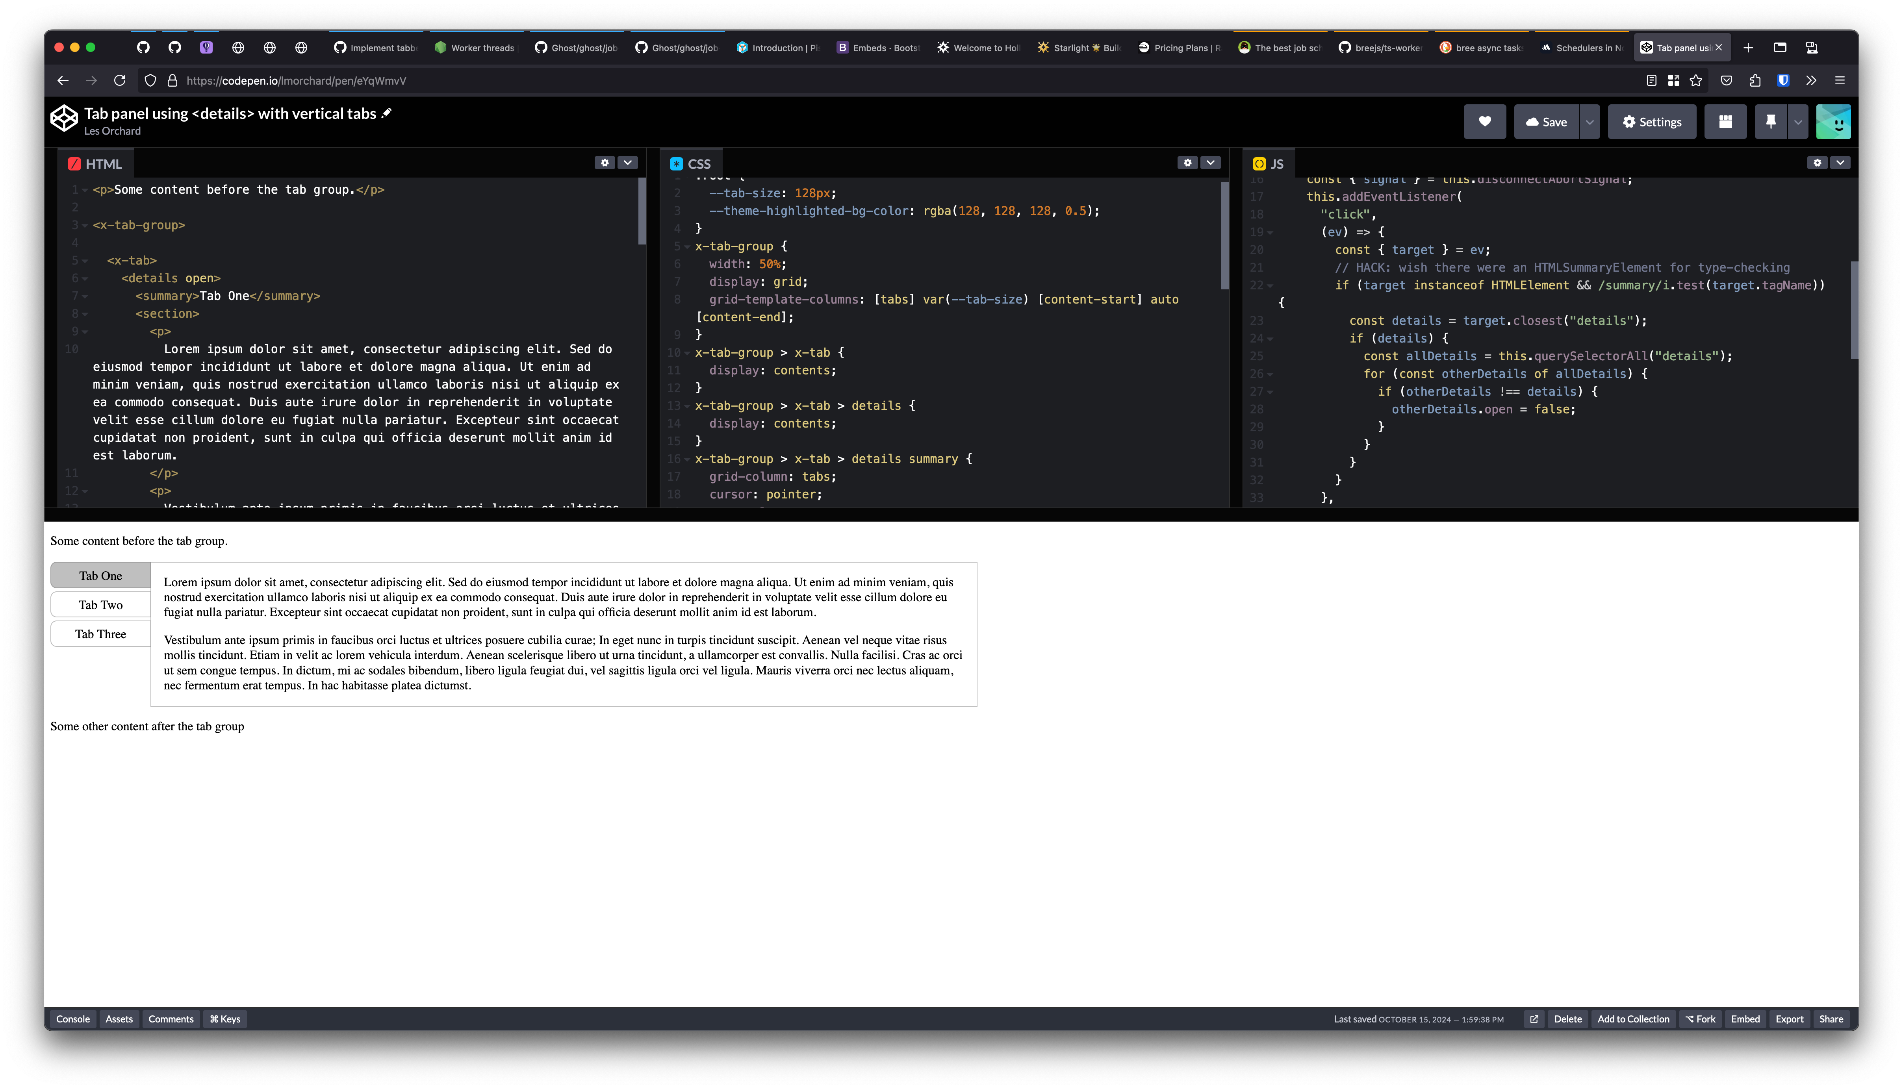 Implement tabb
Worker threads
Ghost/ghost/job
Ghost/ghost/job
Introduction | Pl
Embeds · Boots
Welcome to Holl
Starlight 🌟 Buil
Pricing Plans | R
The best job sch
breejs/ts-worker
bree async task
Schedulers in N
Tab panel usi
https://codepen.io/lmorchard/pen/eYqWmvV
Tab panel using <details> with vertical tabs
Les Orchard
Save
Settings
HTML
1 <p>Some content before the tab group.</p>
2
3 <x-tab-group>
4
5 <x-tab>
6 <details open>
7 <summary>Tab One</summary>
8 <section>
9 <p>
10 Lorem ipsum dolor sit amet, consectetur adipiscing elit. Sed do
eiusmod tempor incididunt ut labore et dolore magna aliqua. Ut enim ad
minim veniam, quis nostrud exercitation ullamco laboris nisi ut aliquip ex
ea commodo consequat. Duis aute irure dolor in reprehenderit in voluptate
velit esse cillum dolore eu fugiat nulla pariatur. Excepteur sint occaecat
cupidatat non proident, sunt in culpa qui officia deserunt mollit anim id
est laborum.
11 </p>
12 <p>
Vestibulum ante ipsum primis in faucibus orci luctus et ultrices
CSS
2 --tab-size: 128px;
3 --theme-highlighted-bg-color: rgba(128, 128, 128, 0.5);
4 }
5 x-tab-group {
6 width: 50%;
7 display: grid;
8 grid-template-columns: [tabs] var(--tab-size) [content-start] auto
[content-end];
9 }
10 x-tab-group > x-tab {
11 display: contents;
12 }
13 x-tab-group > x-tab > details {
14 display: contents;
15 }
16 x-tab-group > x-tab > details summary {
17 grid-column: tabs;
18 cursor: pointer;
JS
16 const { signal } = this.disconnectAbortSignal;
17 this.addEventListener(
18 "click",
19 (ev) => {
20 const { target } = ev;
21 // HACK: wish there were an HTMLSummaryElement for type-checking
22 if (target instanceof HTMLElement && /summary/i.test(target.tagName))
{
23 const details = target.closest("details");
24 if (details) {
25 const allDetails = this.querySelectorAll("details");
26 for (const otherDetails of allDetails) {
27 if (otherDetails !== details) {
28 otherDetails.open = false;
29 }
30 }
31 }
32 }
33 },
Some content before the tab group.
Tab One
Tab Two
Tab Three
Lorem ipsum dolor sit amet, consectetur adipiscing elit. Sed do eiusmod tempor incididunt ut labore et dolore magna aliqua. Ut enim ad minim veniam, quis
nostrud exercitation ullamco laboris nisi ut aliquip ex ea commodo consequat. Duis aute irure dolor in reprehenderit in voluptate velit esse cillum dolore eu
fugiat nulla pariatur. Excepteur sint occaecat cupidatat non proident, sunt in culpa qui officia deserunt mollit anim id est laborum.
Vestibulum ante ipsum primis in faucibus orci luctus et ultrices posuere cubilia curae; In eget nunc in turpis tincidunt suscipit. Aenean vel neque vitae risus
mollis tincidunt. Etiam in velit ac lorem vehicula interdum. Aenean scelerisque libero ut urna tincidunt, a ullamcorper est convallis. Nulla facilisi. Cras ac orci
ut sem congue tempus. In dictum, mi ac sodales bibendum, libero ligula feugiat dui, vel sagittis ligula orci vel ligula. Mauris viverra orci nec lectus aliquam,
nec fermentum erat tempus. In hac habitasse platea dictumst.
Some other content after the tab group
Console
Assets
Comments
⌘ Keys
Last saved OCTOBER 15, 2024 — 1:59:38 PM
Delete
Add to Collection
Fork
Embed
Export
Share